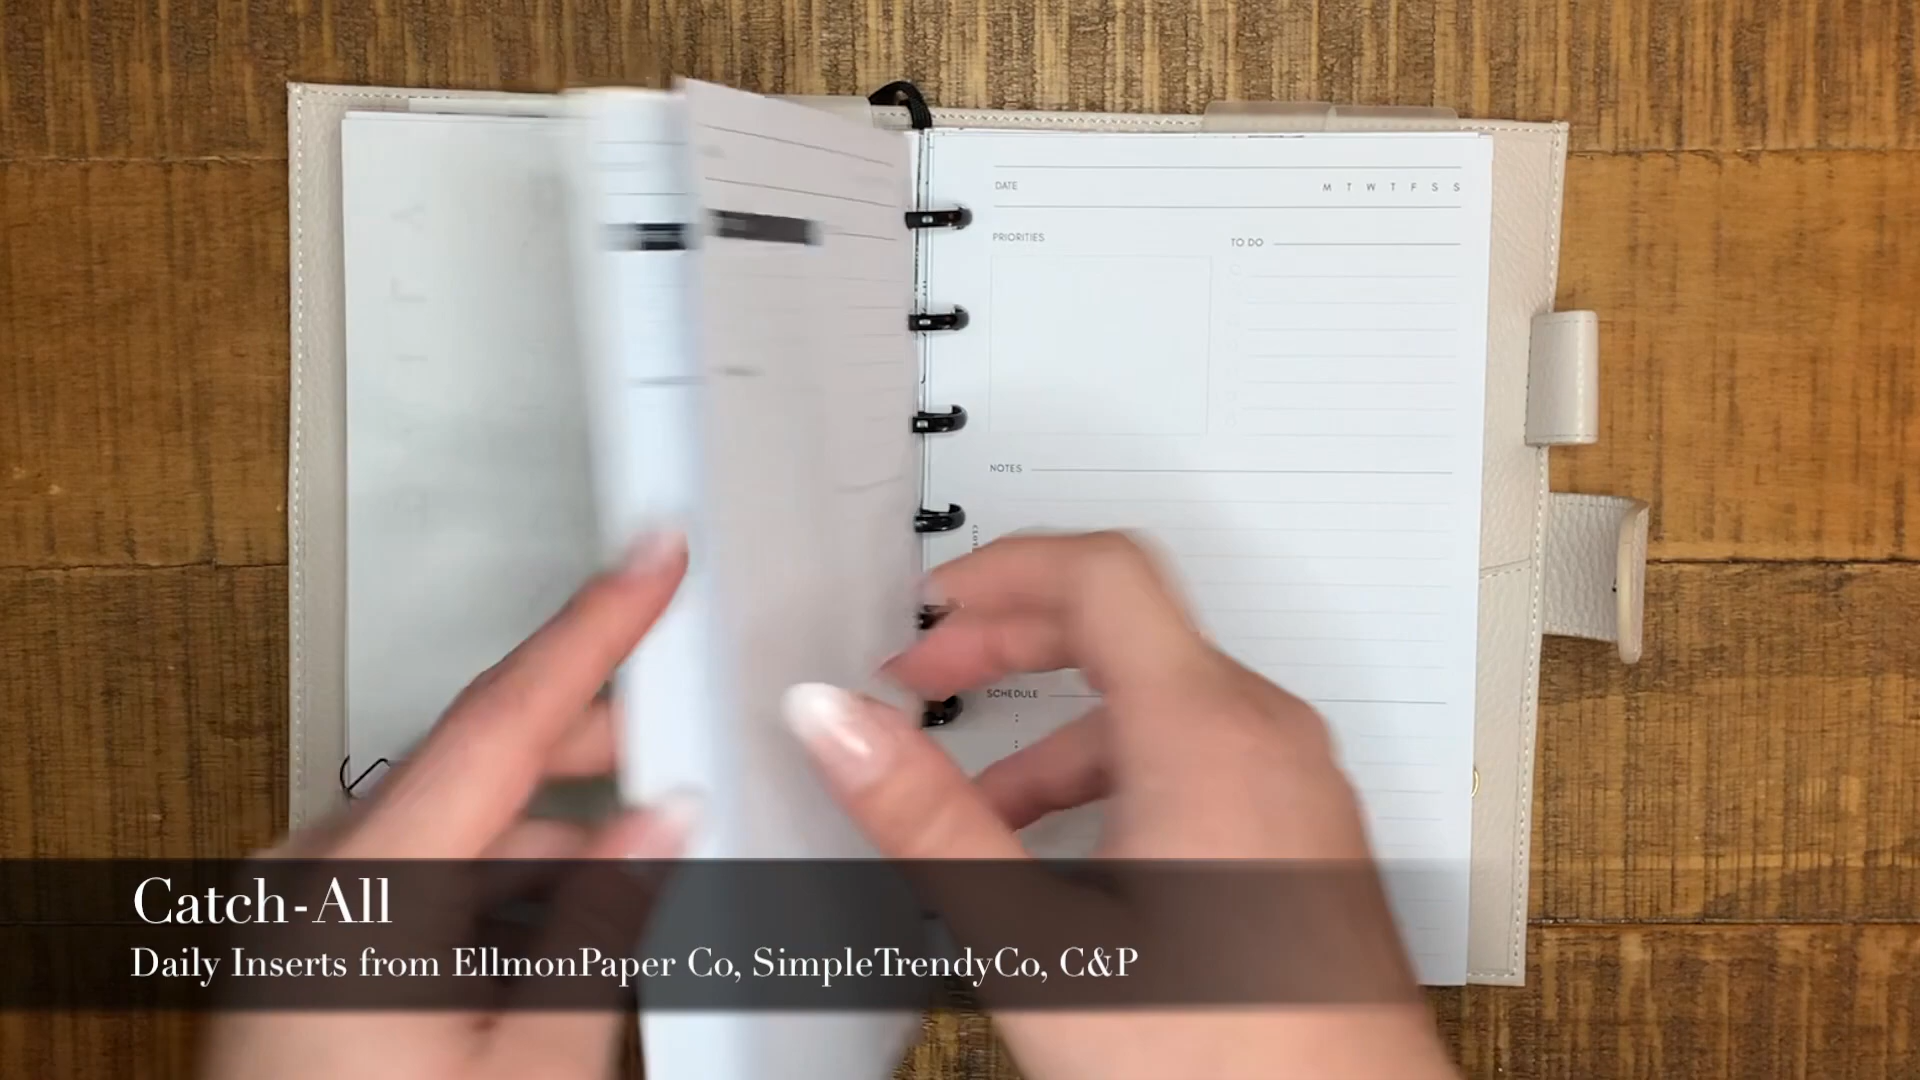 DATE
M T W T F S S
PRIORITIES
TO DO
NOTES
SCHEDULE
Catch-All
Daily Inserts from EllmonPaper Co, SimpleTrendyCo, C&P